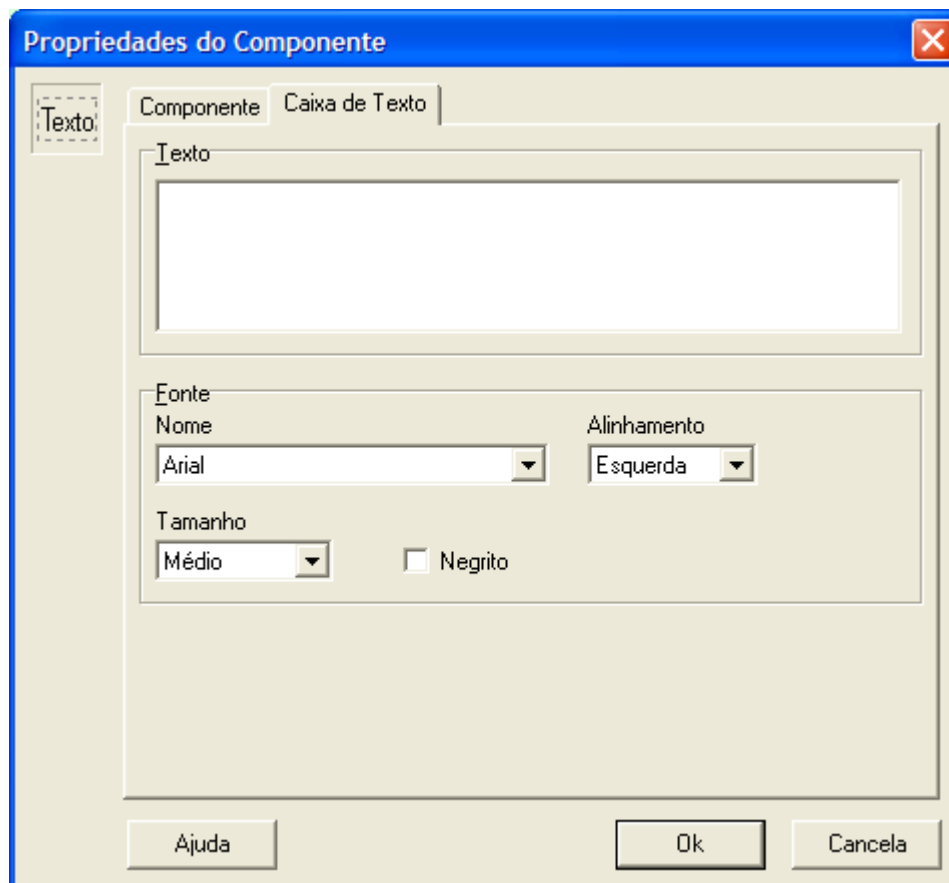 Propriedades do Componente
Texto
Componente
Caixa de Texto
Texto
Fonte
Nome
Alinhamento
Arial
Esquerda
Tamanho
Médio
Negrito
Ajuda
Ok
Cancela